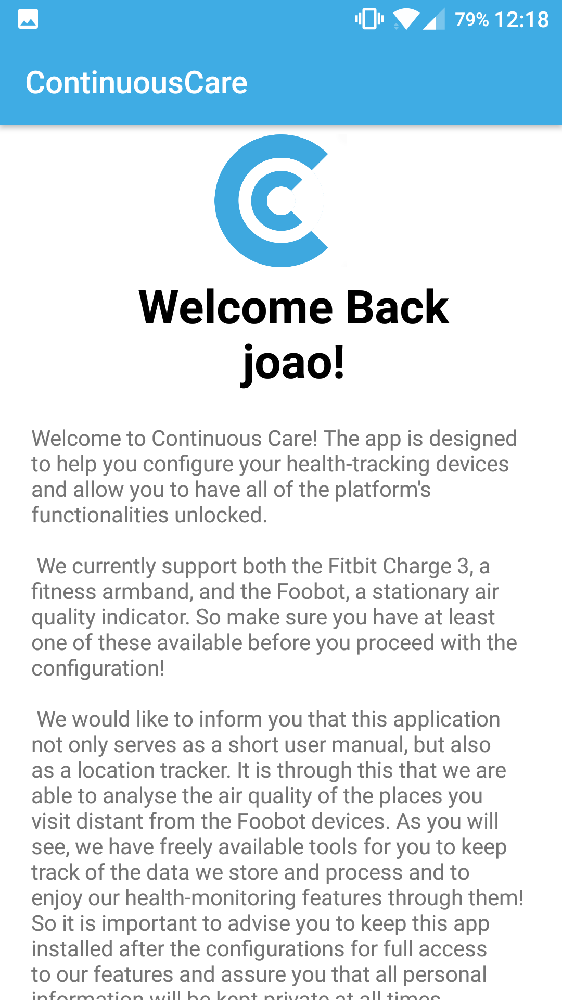 79% 12:18
ContinuousCare
Welcome Back
joao!
Welcome to Continuous Care! The app is designed
to help you configure your health-tracking devices
and allow you to have all of the platform's
functionalities unlocked.
We currently support both the Fitbit Charge 3, a
fitness armband, and the Foobot, a stationary air
quality indicator. So make sure you have at least
one of these available before you proceed with the
configuration!
We would like to inform you that this application
not only serves as a short user manual, but also
as a location tracker. It is through this that we are
able to analyse the air quality of the places you
visit distant from the Foobot devices. As you will
see, we have freely available tools for you to keep
track of the data we store and process and to
enjoy our health-monitoring features through them!
So it is important to advise you to keep this app
installed after the configurations for full access
to our features and assure you that all personal
information will be kept private at all times